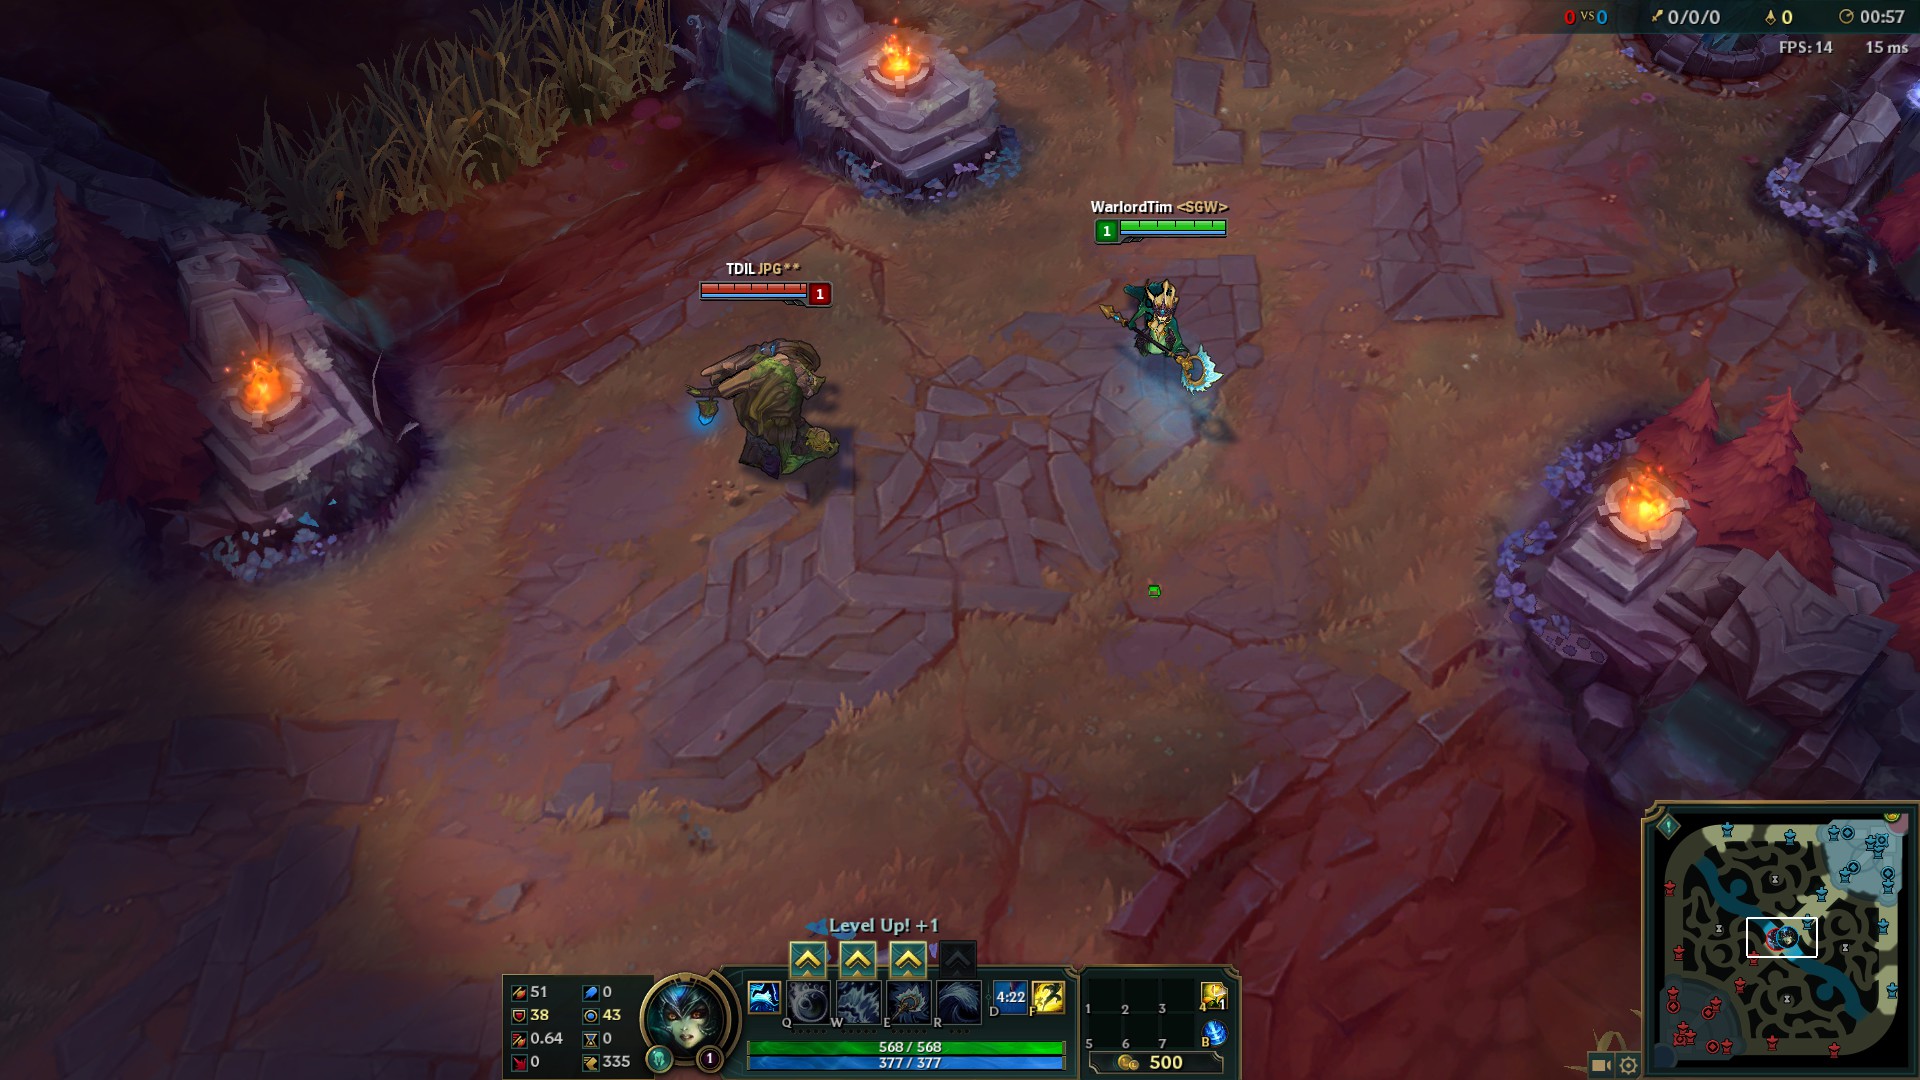 0 VS 0 0/0/0 0 00:57
FPS: 14 15 ms
WarlordTim <SGW>
1
TDIL JPG**
1
Level Up! +1
51 0
38 43
0.64 0
0 335
1
Q W E R
4:22
D F
568 / 568
377 / 377
1 2 3 4 1
5 6 7 B
500